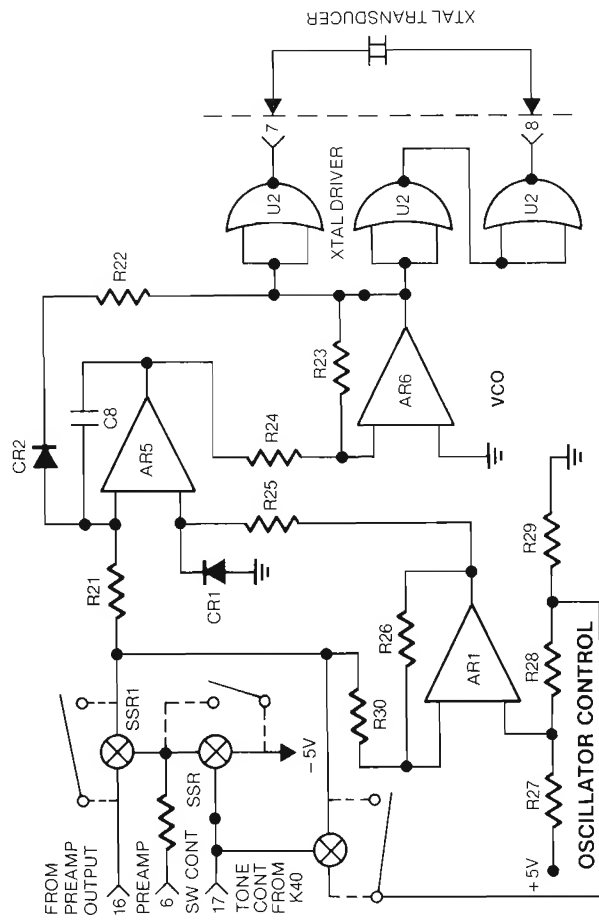 FROM
PREAMP
OUTPUT
16
PREAMP
6
SW CONT
17
TONE
CONT
FROM
K40
SSR1
SSR
- 5V
R21
CR2
C8
AR5
CR1
R25
R22
R24
R23
AR6
VCO
R30
R26
AR1
+5V
R27
R28
R29
OSCILLATOR CONTROL
U2
U2
U2
XTAL DRIVER
7
8
XTAL TRANSDUCER